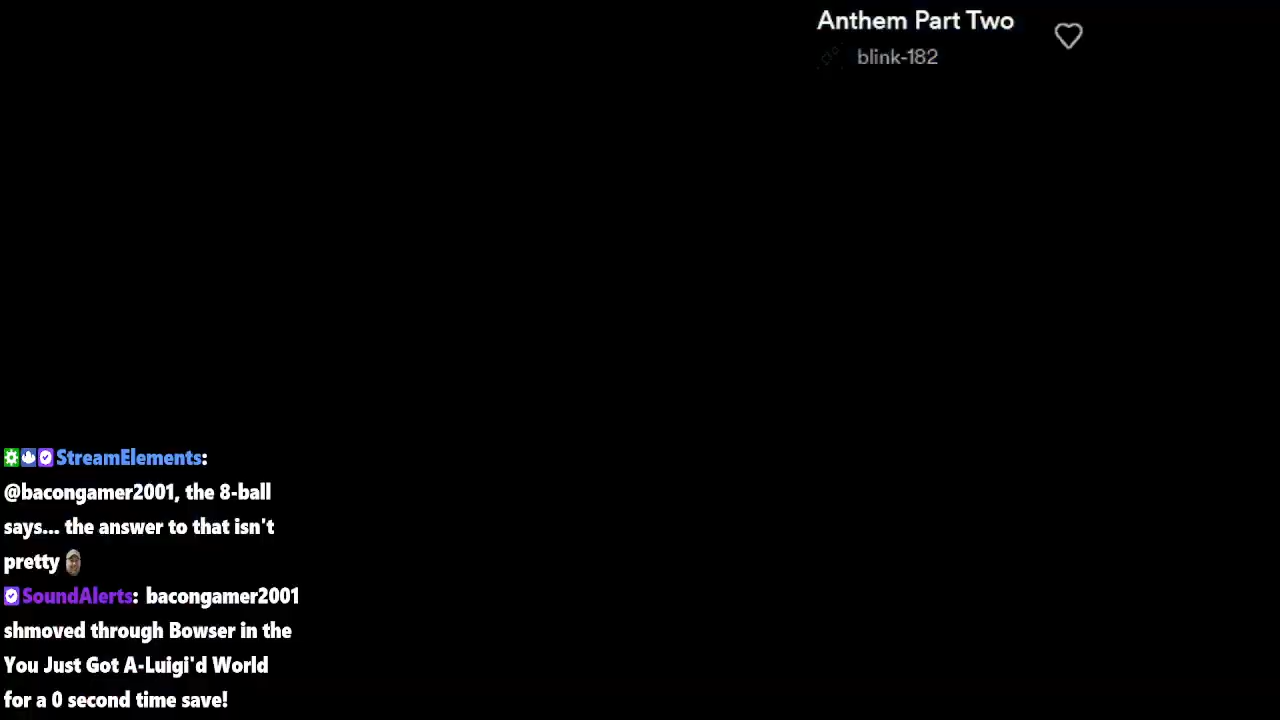 Anthem Part Two
blink-182
StreamElements:
@bacongamer2001, the 8-ball
says... the answer to that isn't
pretty
SoundAlerts: bacongamer2001
shmoved through Bowser in the
You Just Got A-Luigi'd World
for a 0 second time save!